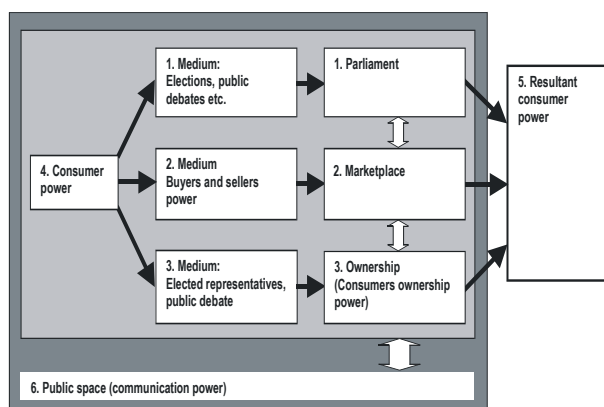 1. Medium:
Elections, public
debates etc.
1. Parliament
5. Resultant
consumer
power
4. Consumer
power
2. Medium
Buyers and sellers
power
2. Marketplace
3. Medium:
Elected representatives,
public debate
3. Ownership
(Consumers ownership
power)
6. Public space (communication power)